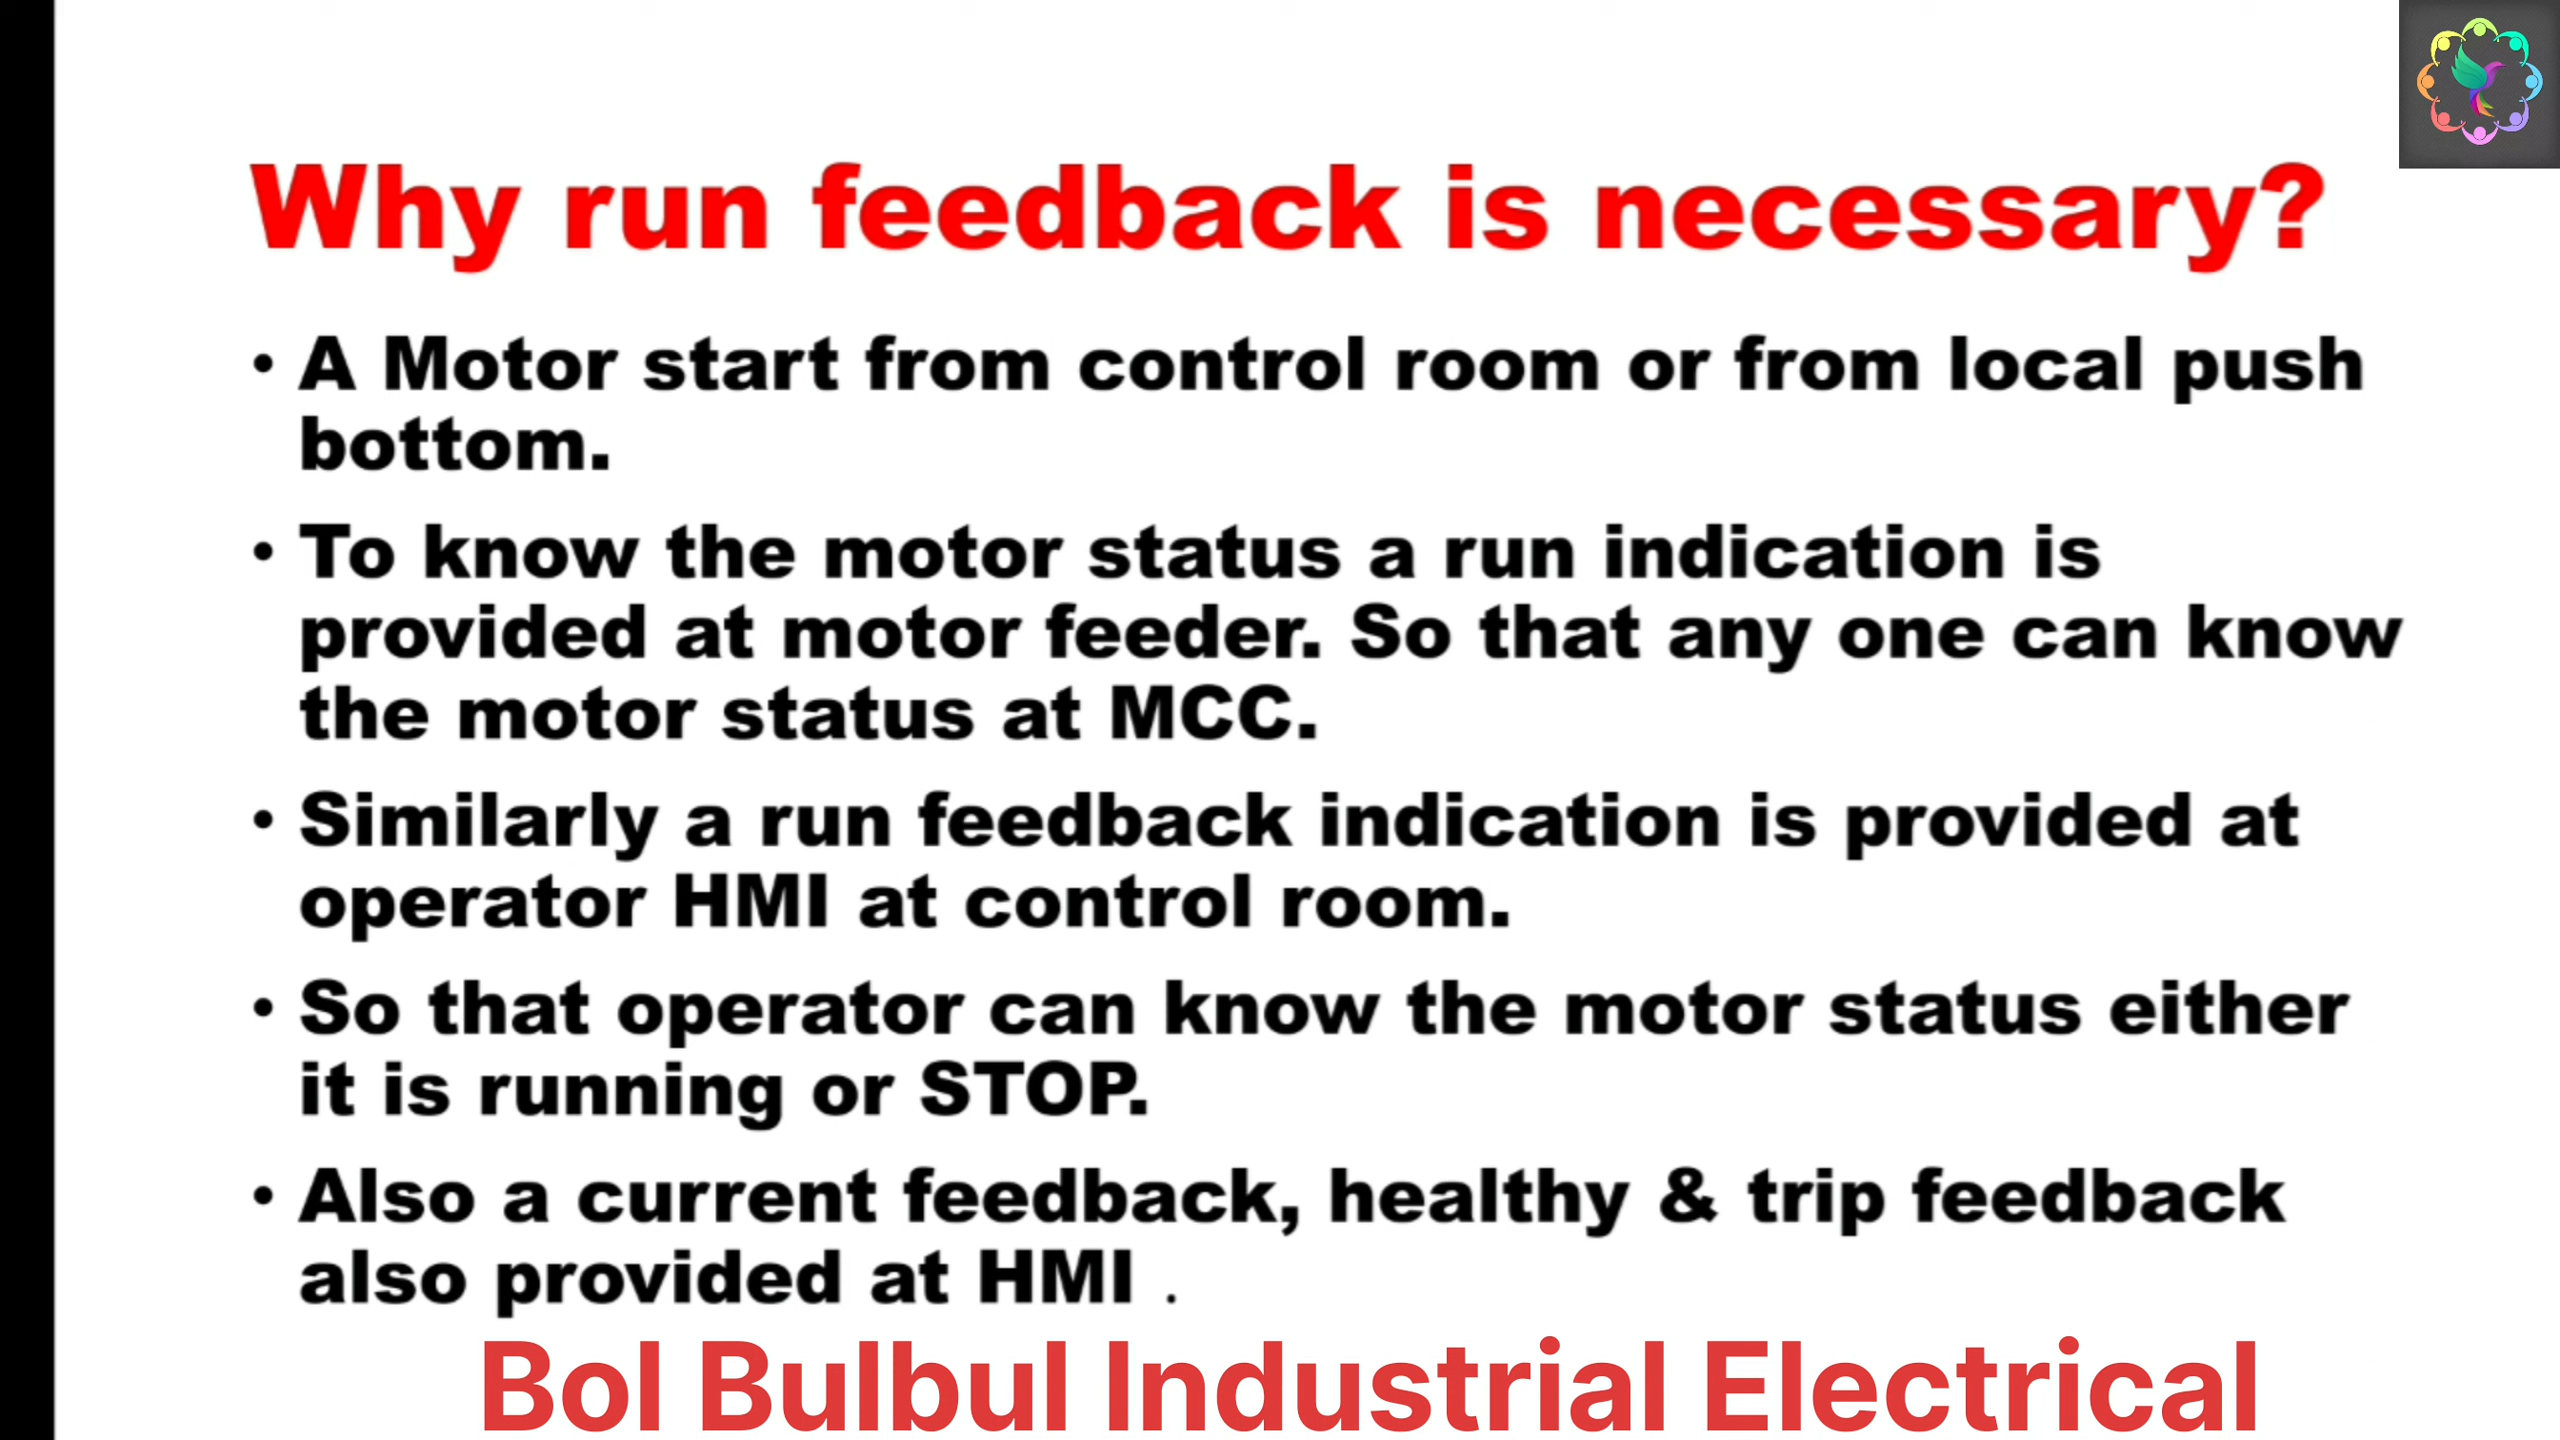 Why run feedback is necessary?
• A Motor start from control room or from local push
bottom.
• To know the motor status a run indication is
provided at motor feeder. So that any one can know
the motor status at MCC.
• Similarly a run feedback indication is provided at
operator HMI at control room.
• So that operator can know the motor status either
it is running or STOP.
• Also a current feedback, healthy & trip feedback
also provided at HMI .
Bol Bulbul Industrial Electrical